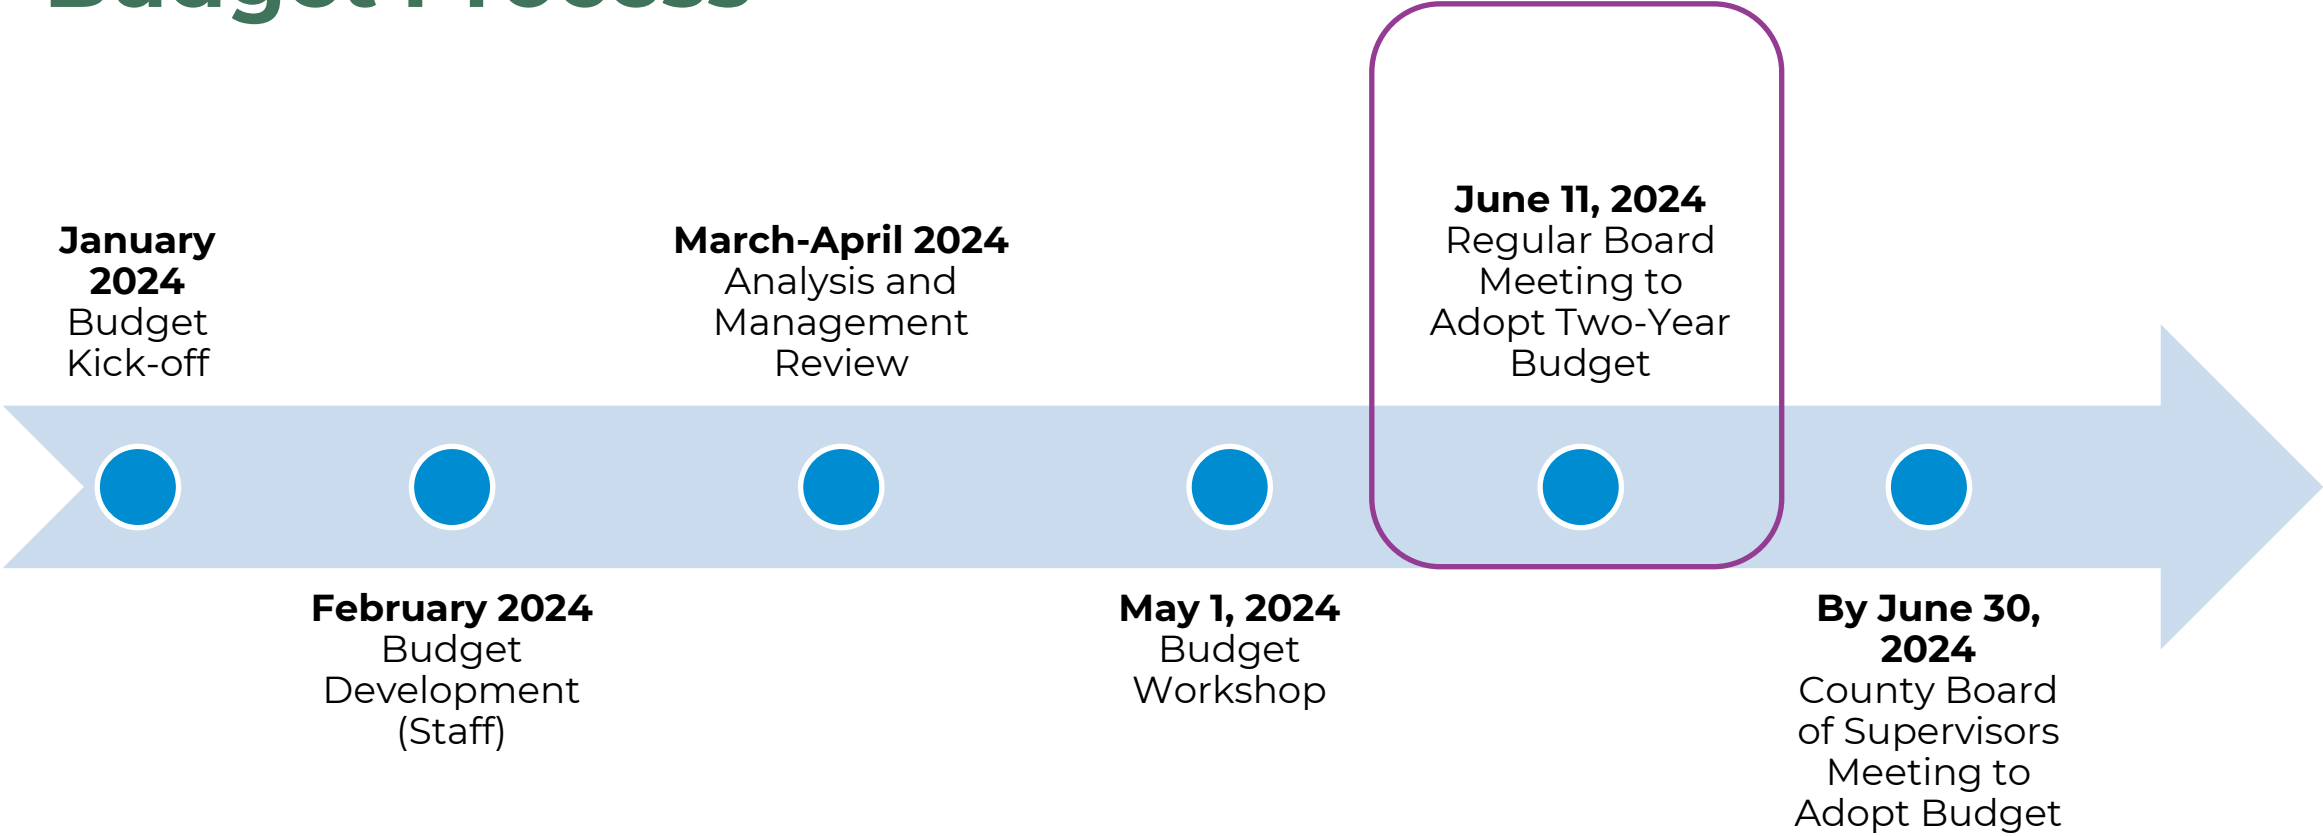 Budget Process
January
2024
Budget
Kick-off
February 2024
Budget
Development
(Staff)
March-April 2024
Analysis and
Management
Review
May 1, 2024
Budget
Workshop
June 11, 2024
Regular Board
Meeting to
Adopt Two-Year
Budget
By June 30,
2024
County Board
of Supervisors
Meeting to
Adopt Budget